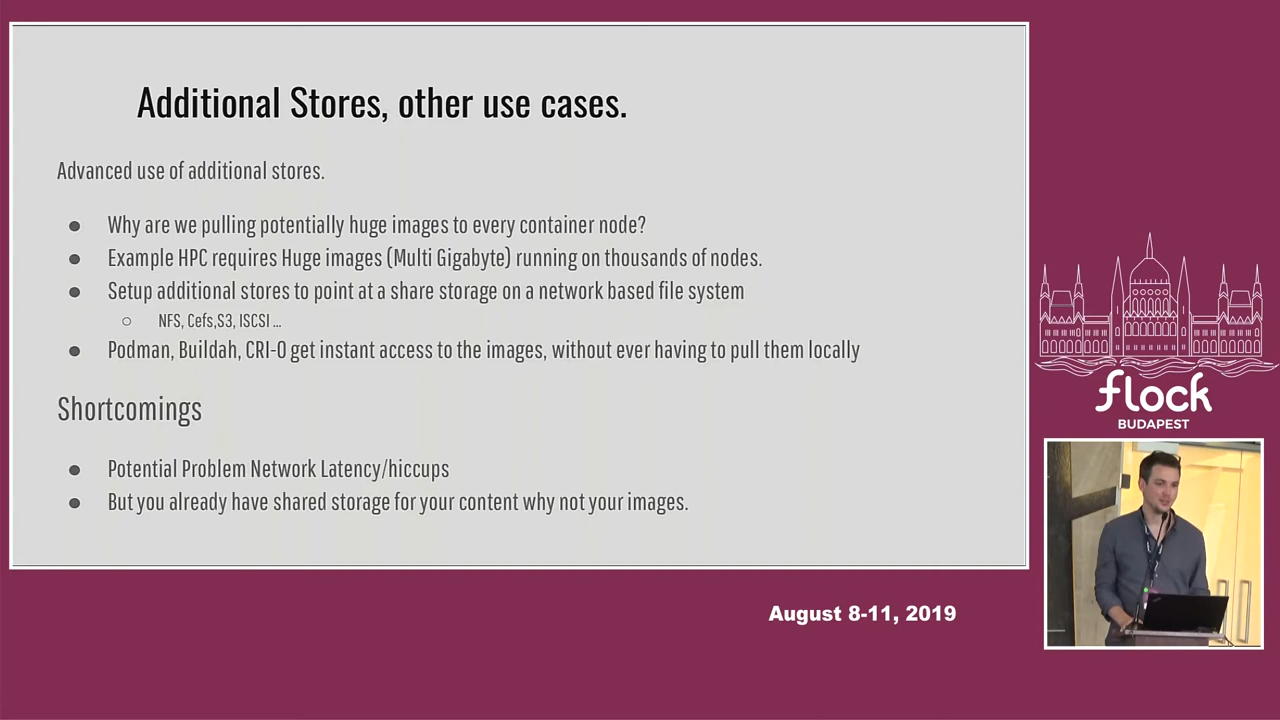 Additional Stores, other use cases.
Advanced use of additional stores.
● Why are we pulling potentially huge images to every container node?
● Example HPC requires Huge images (Multi Gigabyte) running on thousands of nodes.
● Setup additional stores to point at a share storage on a network based file system
○ NFS, Cefs,S3, ISCSI ...
● Podman, Buildah, CRI-O get instant access to the images, without ever having to pull them locally
Shortcomings
● Potential Problem Network Latency/hiccups
● But you already have shared storage for your content why not your images.
flock
BUDAPEST
August 8-11, 2019